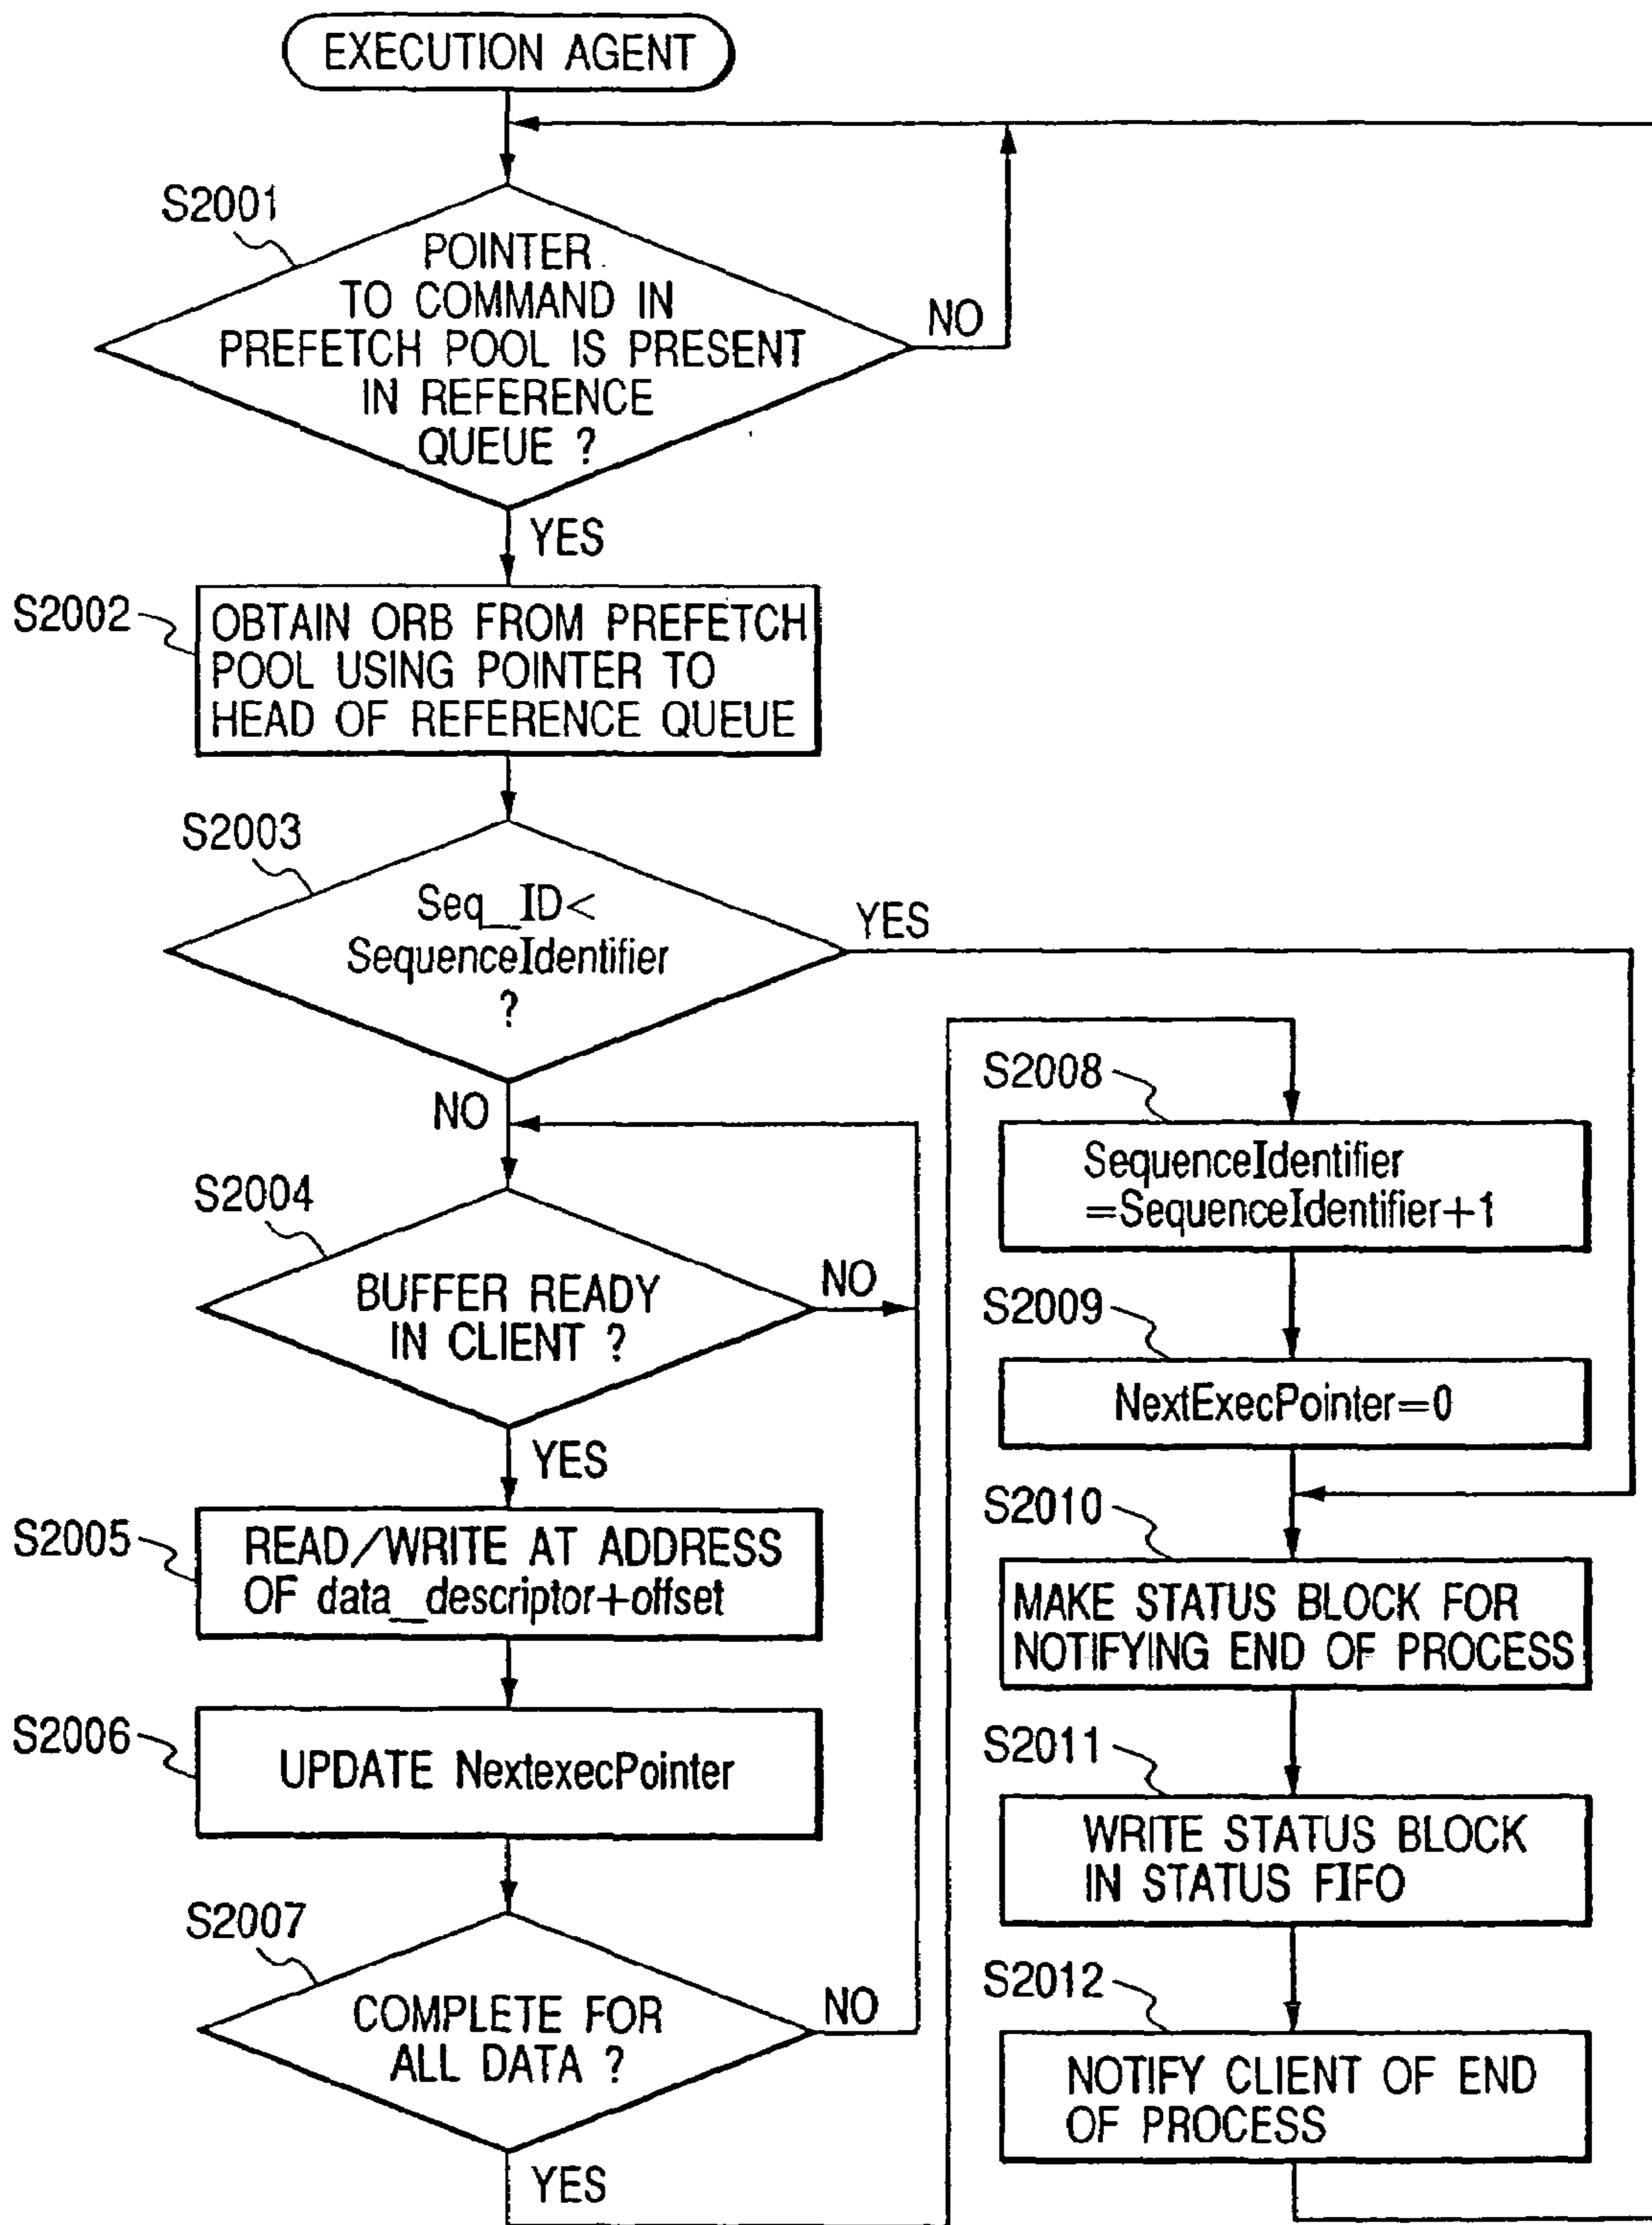 EXECUTION AGENT
S2001
POINTER
TO COMMAND IN
PREFETCH POOL IS PRESENT
IN REFERENCE
QUEUE ?
NO
YES
S2002
OBTAIN ORB FROM PREFETCH
POOL USING POINTER TO
HEAD OF REFERENCE QUEUE
S2003
Seq_ID<
SequenceIdentifier
?
YES
NO
S2004
BUFFER READY
IN CLIENT ?
NO
YES
S2005
READ/WRITE AT ADDRESS
OF data_descriptor+offset
S2006
UPDATE NextexecPointer
S2007
COMPLETE FOR
ALL DATA ?
NO
YES
S2008
SequenceIdentifier
=SequenceIdentifier+1
S2009
NextExecPointer=0
S2010
MAKE STATUS BLOCK FOR
NOTIFYING END OF PROCESS
S2011
WRITE STATUS BLOCK
IN STATUS FIFO
S2012
NOTIFY CLIENT OF END
OF PROCESS